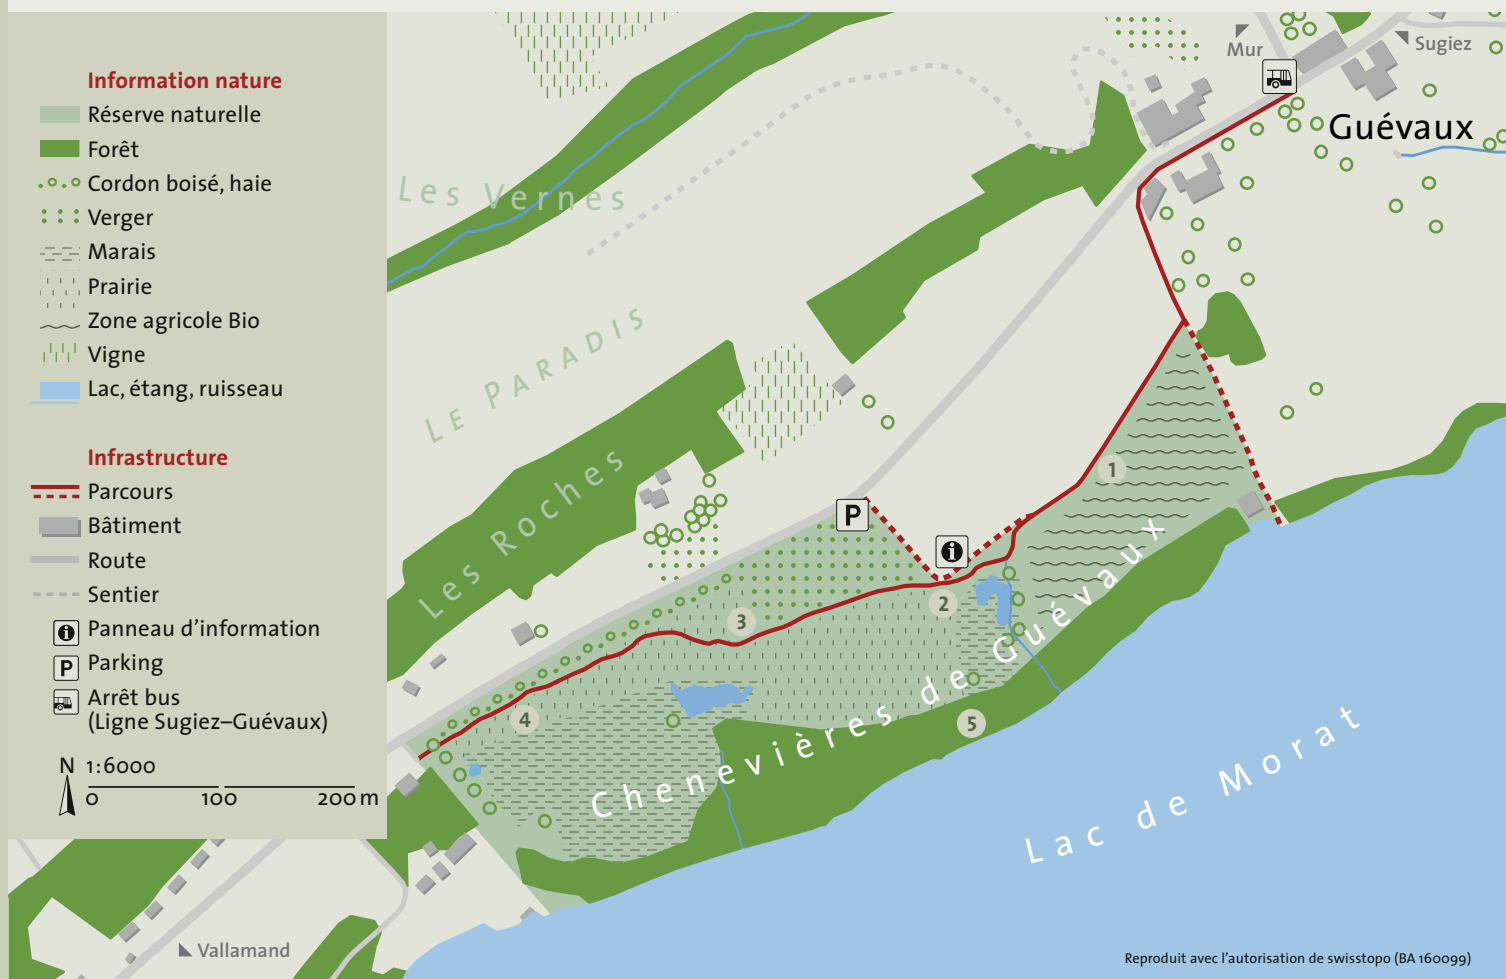 Information nature
Réserve naturelle
Forêt
Cordon boisé, haie
Verger
Marais
Prairie
Zone agricole Bio
Vigne
Lac, étang, ruisseau
Infrastructure
Parcours
Bâtiment
Route
Sentier
Panneau d'information
P Parking
Arrêt bus
(Ligne Sugiez–Guévaux)
N 1:6000
0 100 200 m
Mur
Sugiez
Guévaux
Les Vernes
Le Paradis
Les Roches
P
i
1
2
3
4
5
Chenevières de Guévaux
Lac de Morat
Vallamand
Reproduit avec l'autorisation de swisstopo (BA 160099)